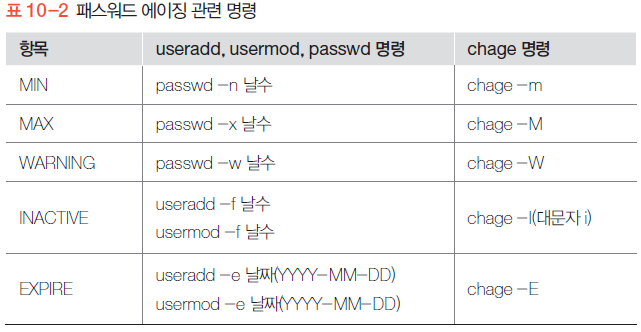 표 10-2 패스워드 에이징 관련 명령
항목 useradd, usermod, passwd 명령 chage 명령
MIN passwd -n 날수 chage -m
MAX passwd -x 날수 chage -M
WARNING passwd -w 날수 chage -W
INACTIVE useradd -f 날수
usermod -f 날수 chage -I(대문자 i)
EXPIRE useradd -e 날짜(YYYY-MM-DD)
usermod -e 날짜(YYYY-MM-DD) chage -E